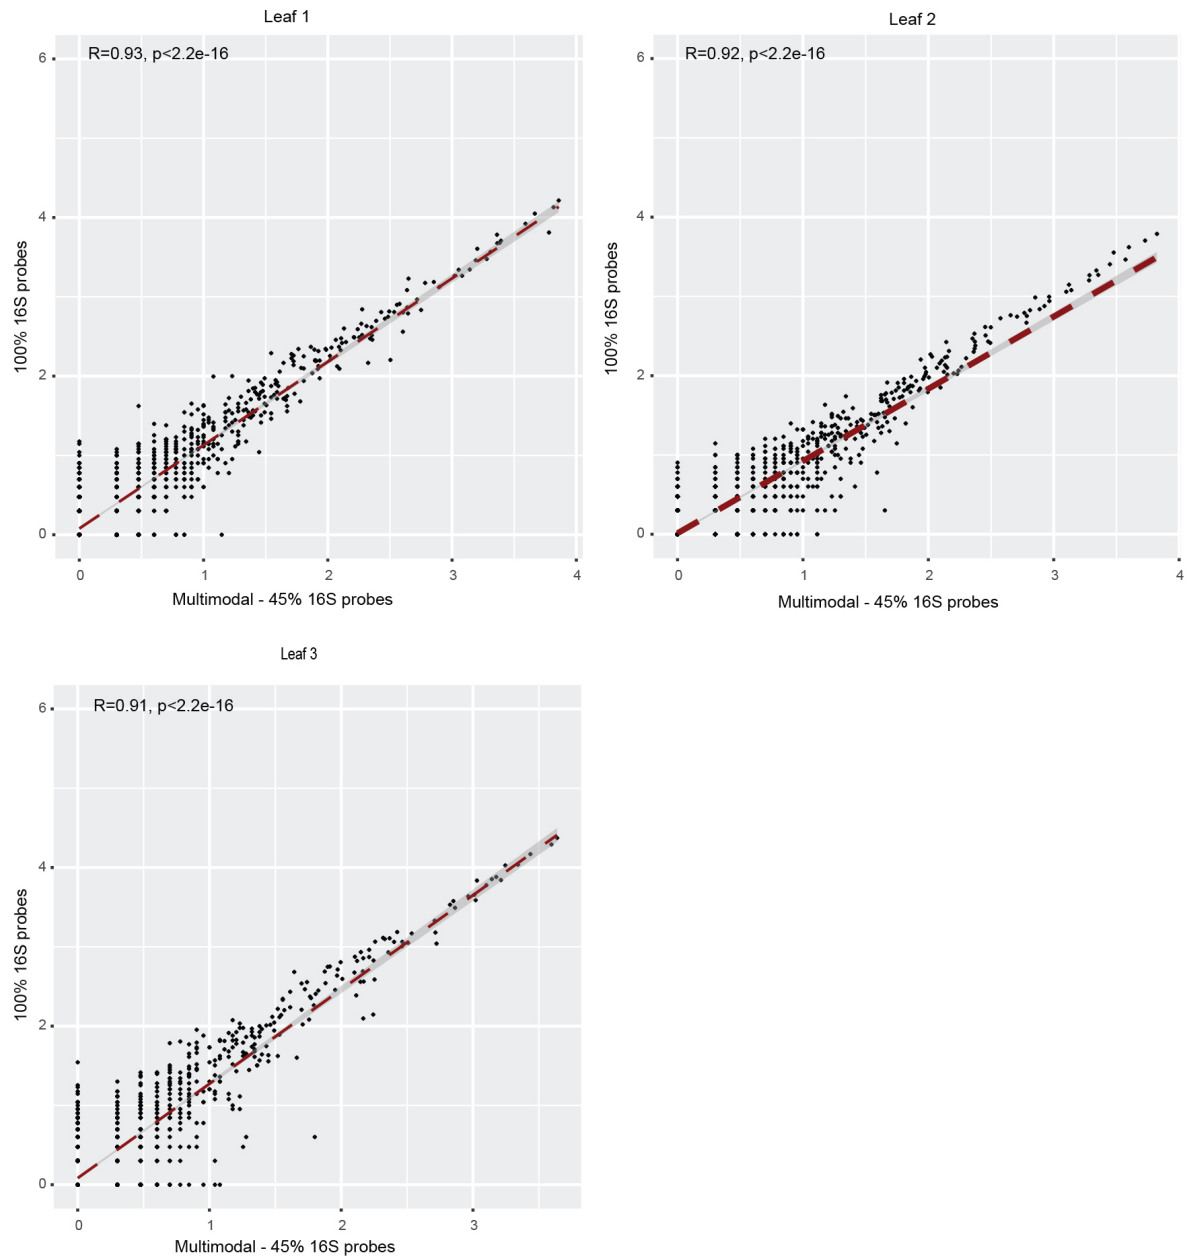 Leaf 1
R=0.93, p<2.2e-16
6
4
2
0
100% 16S probes
0 1 2 3 4
Multimodal - 45% 16S probes
Leaf 2
R=0.92, p<2.2e-16
6
4
2
0
100% 16S probes
0 1 2 3 4
Multimodal - 45% 16S probes
Leaf 3
R=0.91, p<2.2e-16
6
4
2
0
100% 16S probes
0 1 2 3
Multimodal - 45% 16S probes